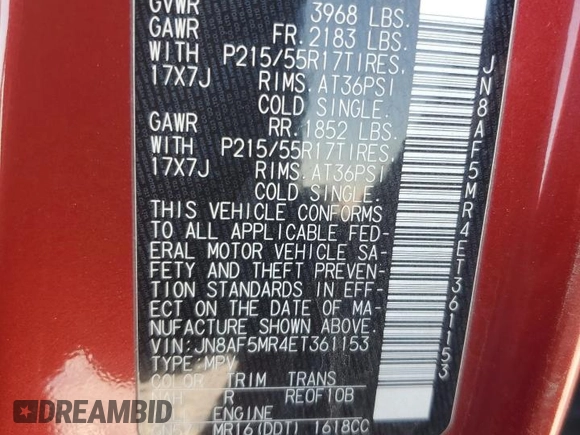 GVWR 3968 LBS.
GAWR FR. 2183 LBS.
WITH P215/55R17TIRES,
17X7J RIMS. AT36PSI
COLD SINGLE.
GAWR RR. 1852 LBS.
WITH P215/55R17TIRES,
17X7J RIMS. AT36PSI
COLD SINGLE.
THIS VEHICLE CONFORMS
TO ALL APPLICABLE FED-
ERAL MOTOR VEHICLE SA-
FETY AND THEFT PREVEN-
TION STANDARDS IN EFF-
ECT ON THE DATE OF MA-
NUFACTURE SHOWN ABOVE.
VIN:JN8AF5MR4ET361153
TYPE:MPV
COLOR TRIM TRANS
R RE0F10B
ENGINE
MR16(DDT) 1618CC
JN8AF5MR4ET361153
DREAMBID
DREAMBID